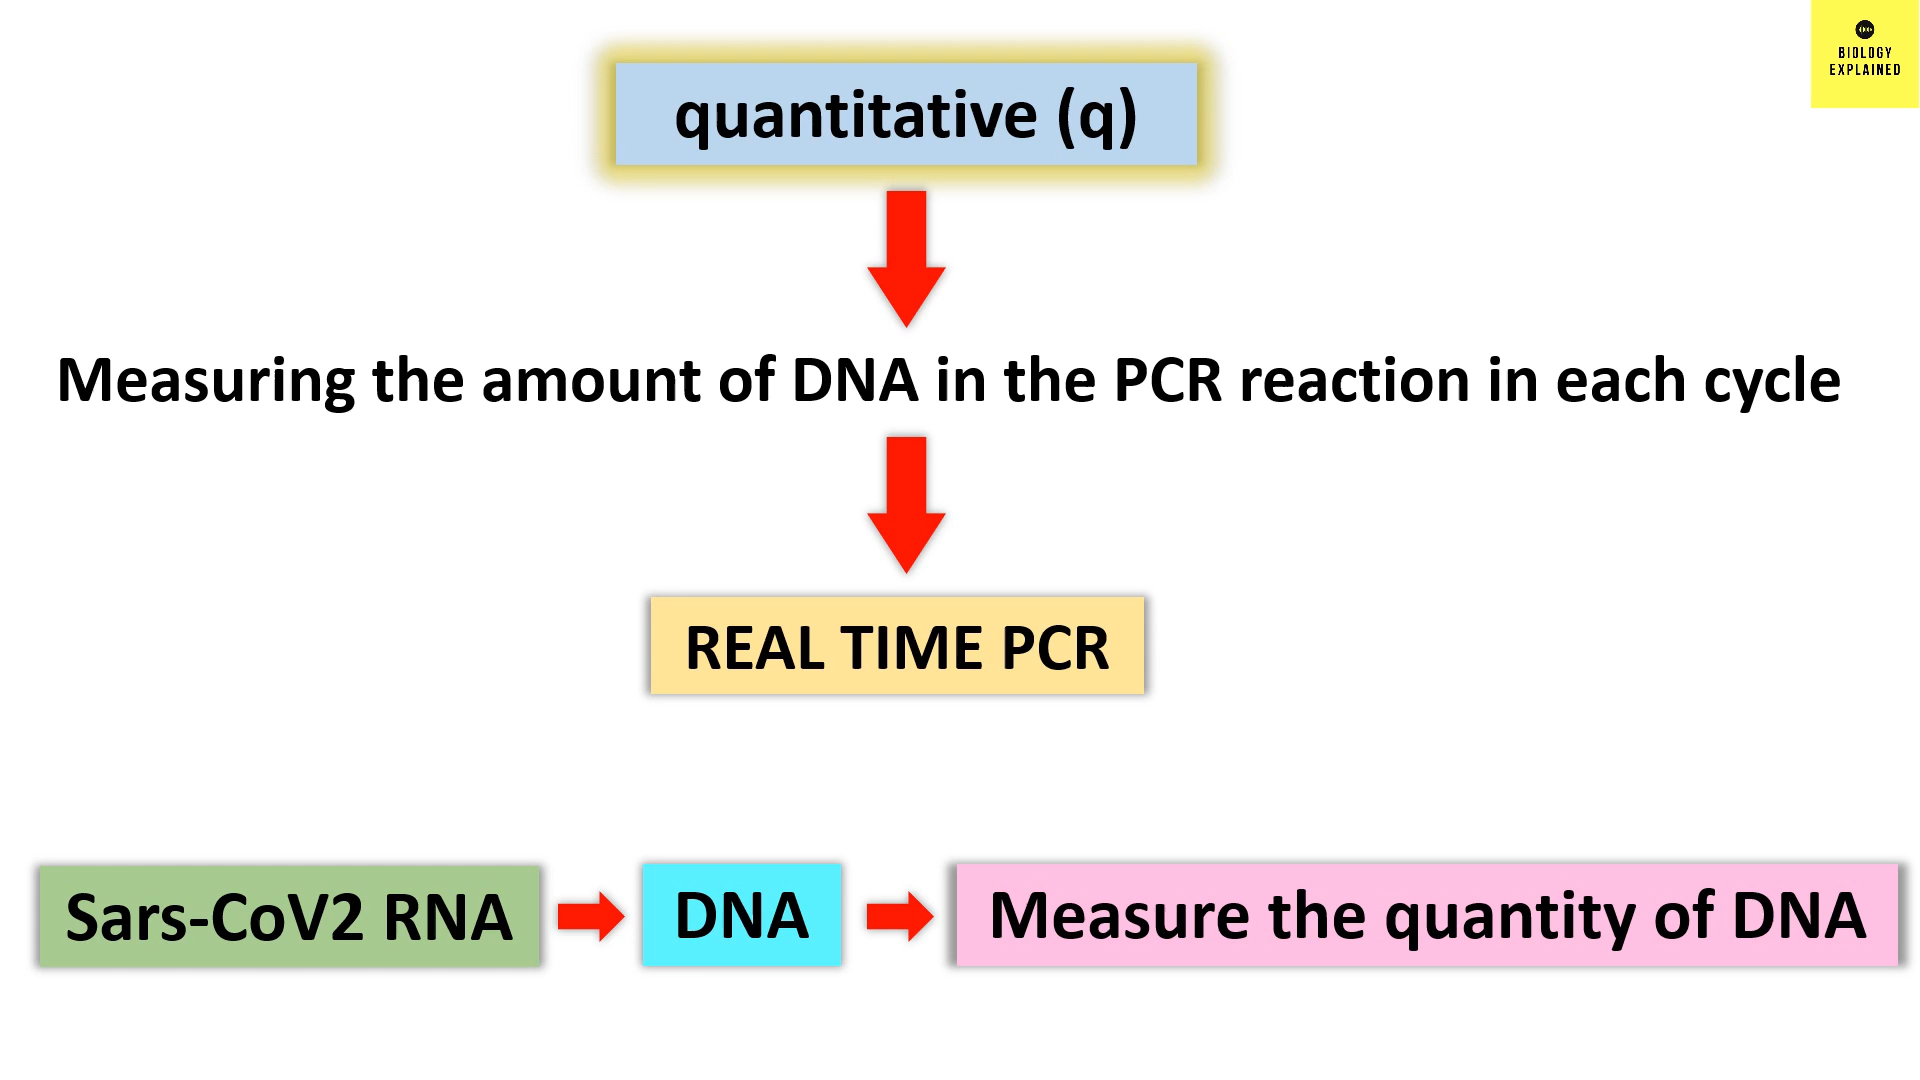 BIOLOGY
EXPLAINED
quantitative (q)
Measuring the amount of DNA in the PCR reaction in each cycle
REAL TIME PCR
Sars-CoV2 RNA
DNA
Measure the quantity of DNA